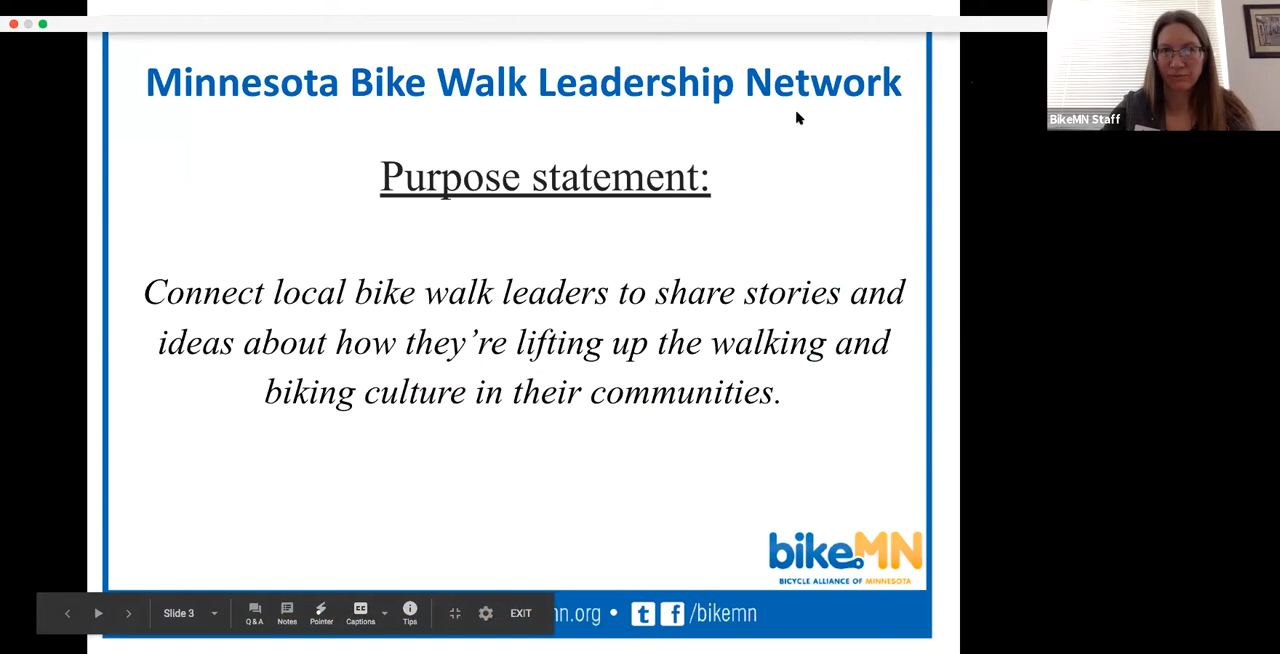 Minnesota Bike Walk Leadership Network
BikeMN Staff
Purpose statement:
Connect local bike walk leaders to share stories and
ideas about how they're lifting up the walking and
biking culture in their communities.
bikeMN
BICYCLE ALLIANCE OF MINNESOTA
Slide 3
Q & A
Notes
Pointer
Captions
Tips
EXIT
nn.org • t f /bikemn